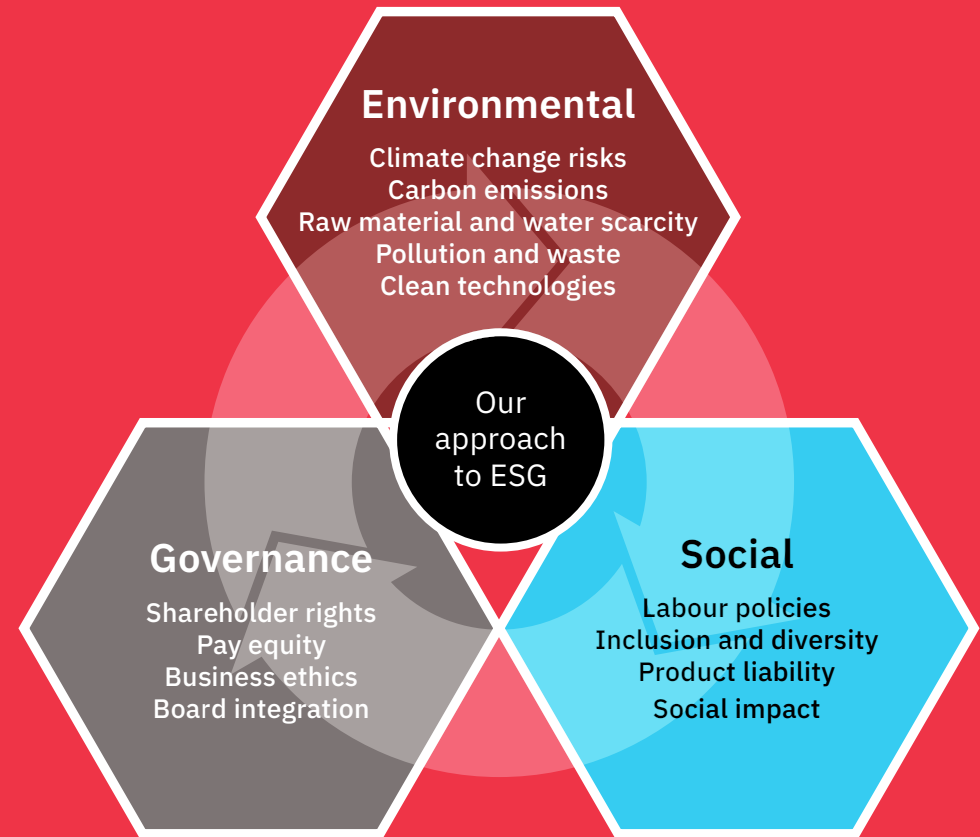 Environmental
Climate change risks
Carbon emissions
Raw material and water scarcity
Pollution and waste
Clean technologies
Our
approach
to ESG
Governance
Shareholder rights
Pay equity
Business ethics
Board integration
Social
Labour policies
Inclusion and diversity
Product liability
Social impact